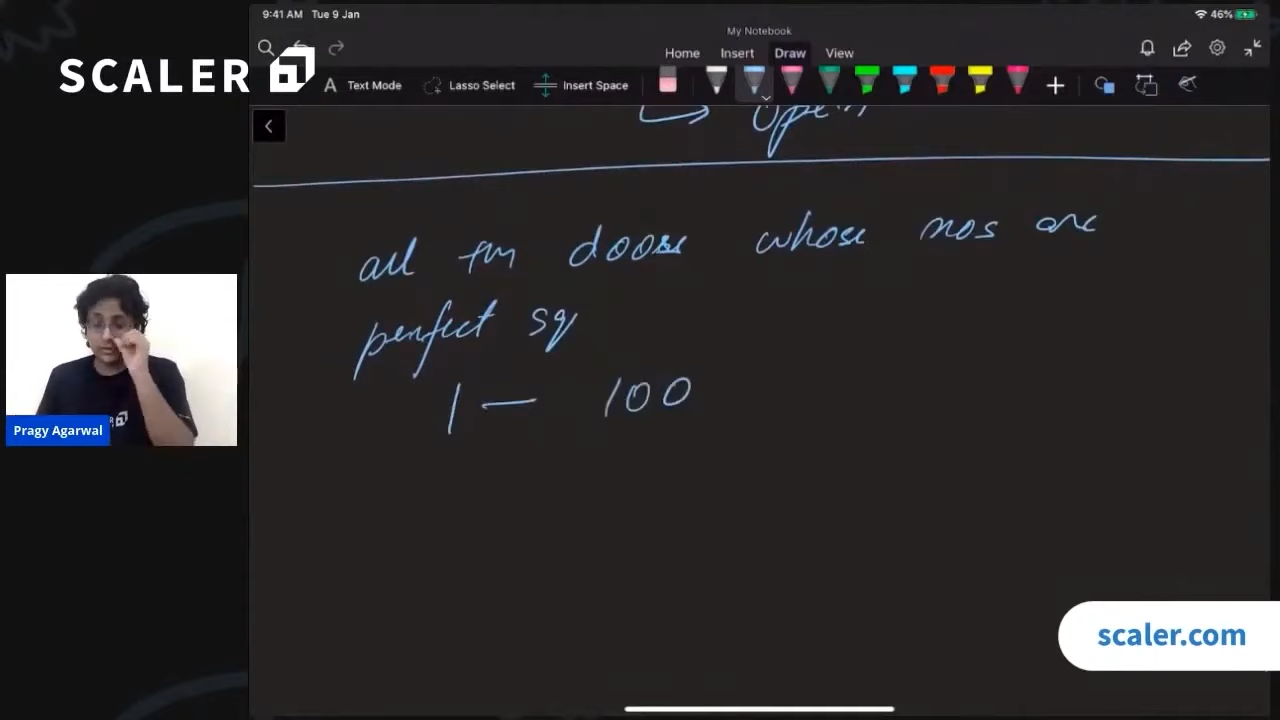 9:41 AM Tue 9 Jan
46%
My Notebook
SCALER
Home Insert Draw View
Text Mode Lasso Select Insert Space
open
all the doors whose nos are
perfect sq
1 — 100
Pragy Agarwal
scaler.com